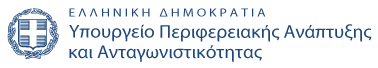 ΕΛΛΗΝΙΚΗ ΔΗΜΟΚΡΑΤΙΑ
Υπουργείο Περιφερειακής Ανάπτυξης
και Ανταγωνιστικότητας